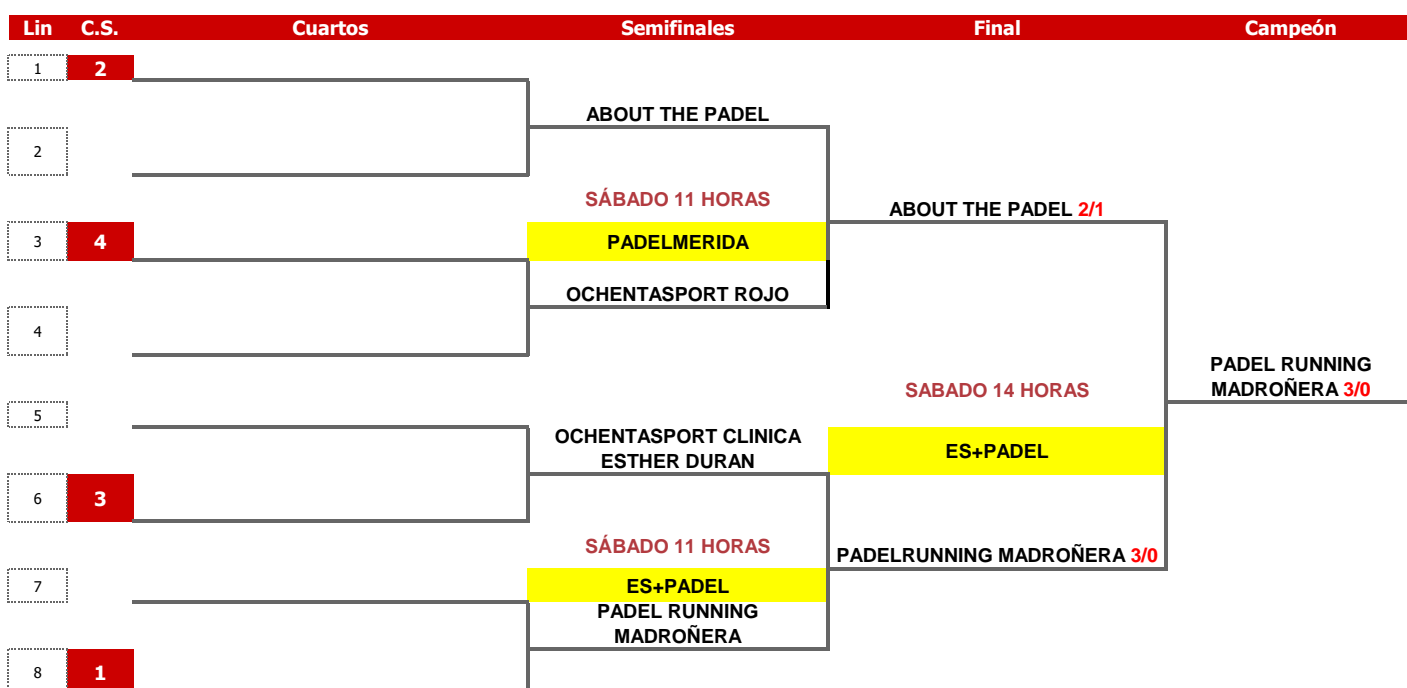 Lin C.S. Cuartos Semifinales Final Campeón
1 2
ABOUT THE PADEL
2
SÁBADO 11 HORAS
ABOUT THE PADEL 2/1
3 4 PADELMERIDA
OCHENTASPORT ROJO
4
PADEL RUNNING
MADROÑERA 3/0
SABADO 14 HORAS
5
OCHENTASPORT CLINICA
ESTHER DURAN
ES+PADEL
6 3
SÁBADO 11 HORAS
PADELRUNNING MADROÑERA 3/0
7 ES+PADEL
PADEL RUNNING
MADROÑERA
8 1